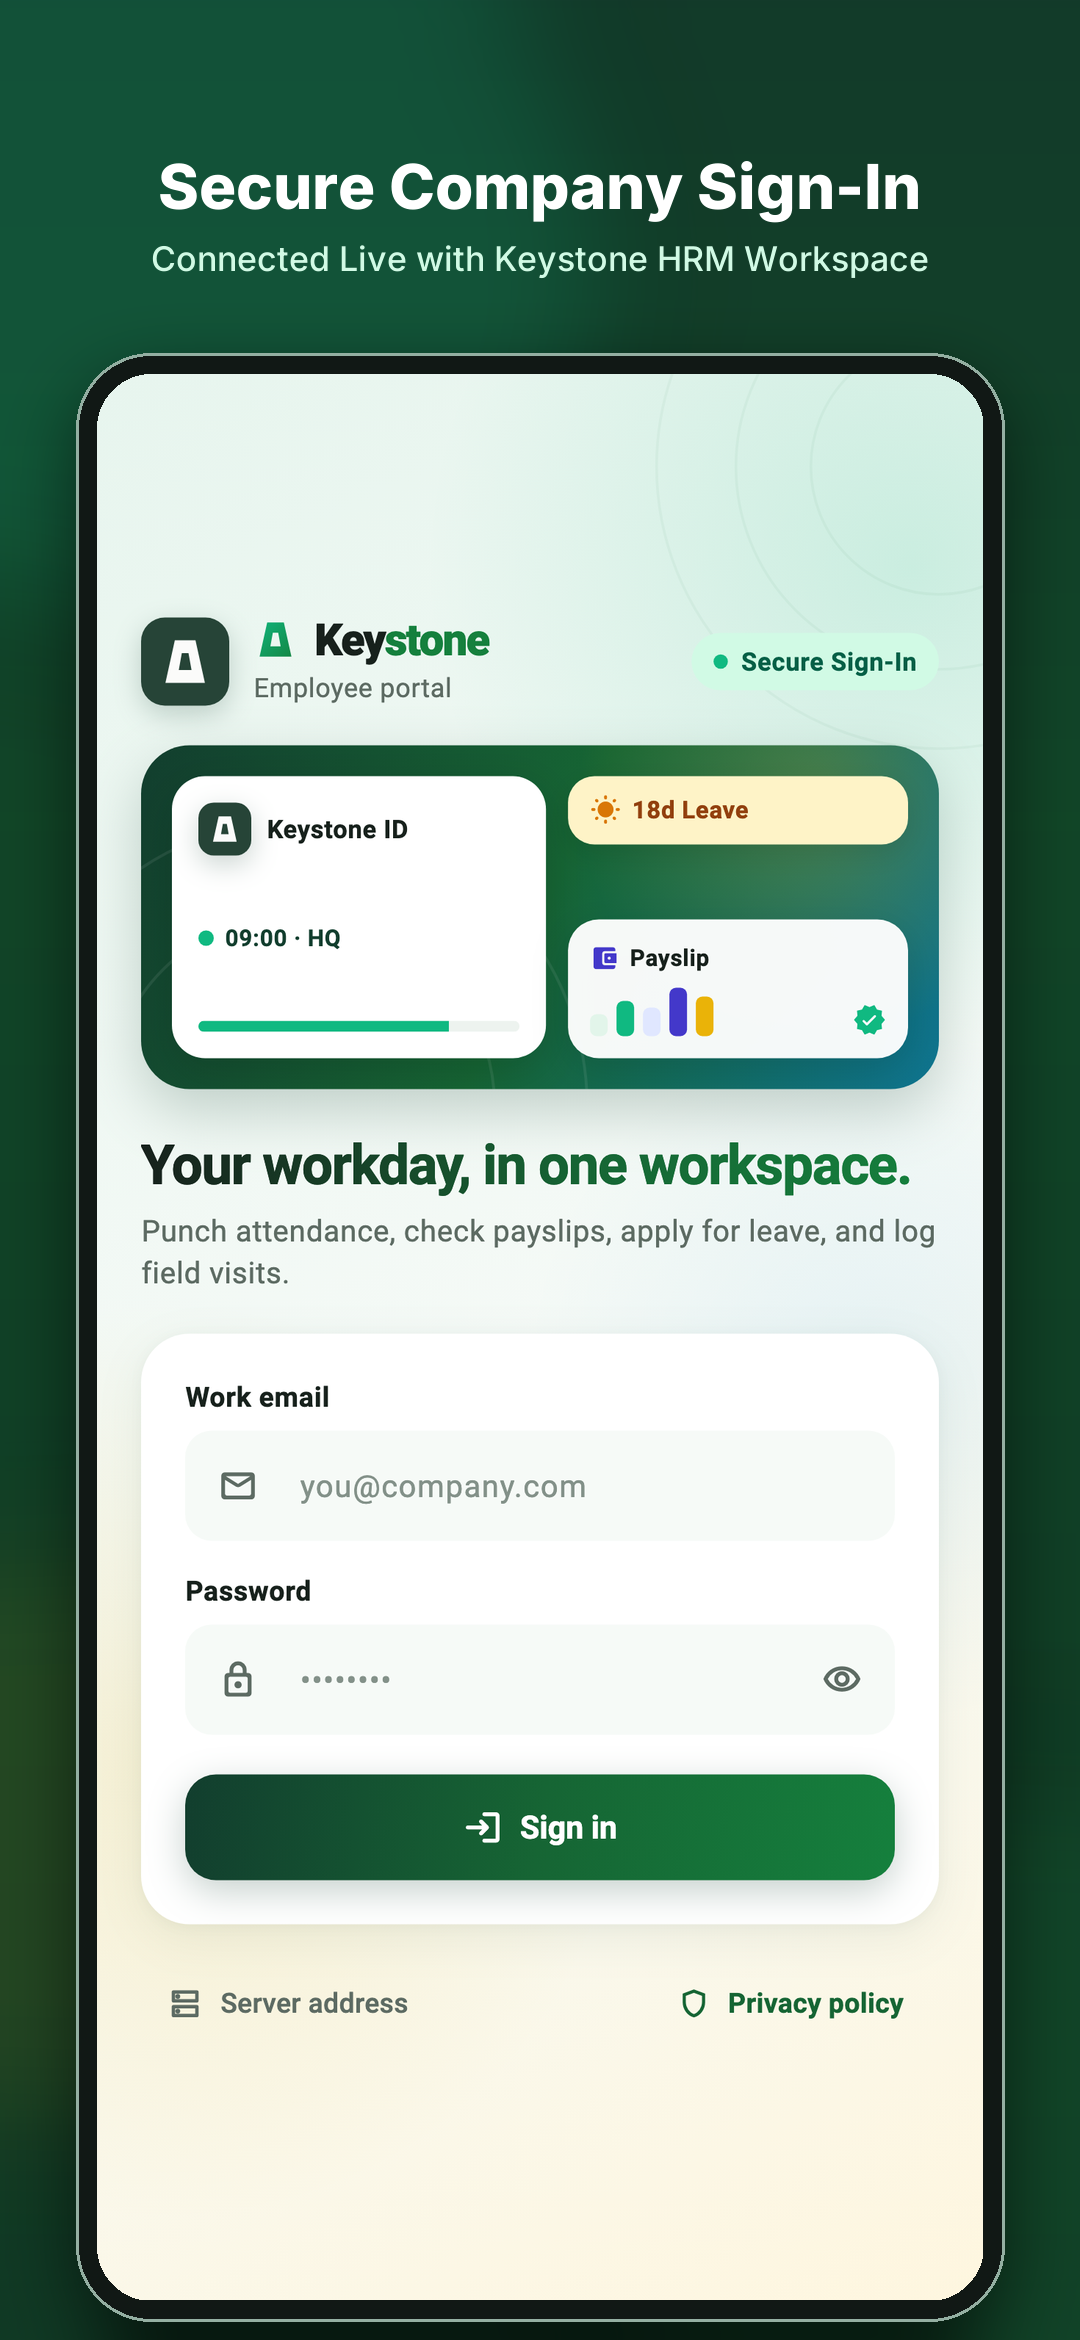 Secure Company Sign-In
Connected Live with Keystone HRM Workspace
Keystone
Employee portal
Secure Sign-In
Keystone ID
09:00 · HQ
18d Leave
Payslip
Your workday, in one workspace.
Punch attendance, check payslips, apply for leave, and log
field visits.
Work email
you@company.com
Password
••••••••
Sign in
Server address
Privacy policy